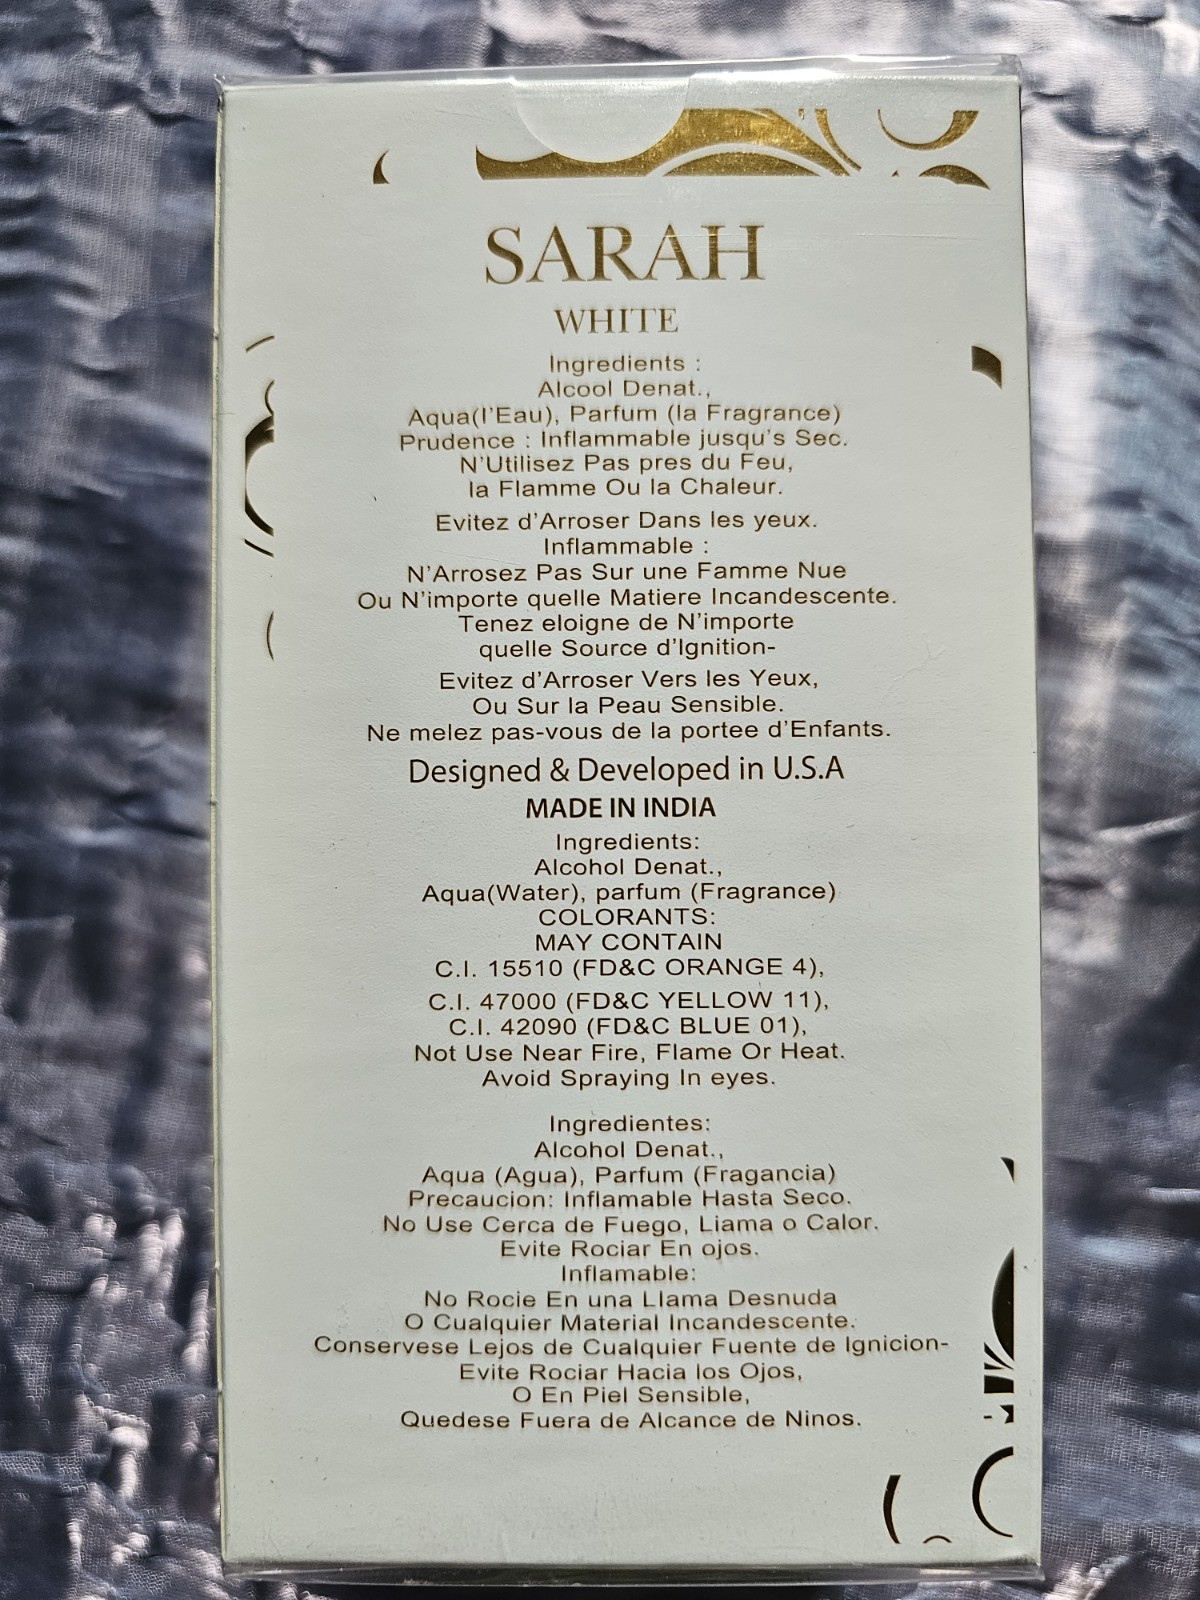 SARAH
WHITE
Ingredients :
Alcool Denat.,
Aqua(l'Eau), Parfum (la Fragrance)
Prudence : Inflammable jusqu's Sec.
N'Utilisez Pas pres du Feu,
la Flamme Ou la Chaleur.
Evitez d'Arroser Dans les yeux.
Inflammable :
N'Arrosez Pas Sur une Famme Nue
Ou N'importe quelle Matiere Incandescente.
Tenez eloigne de N'importe
quelle Source d'Ignition-
Evitez d'Arroser Vers les Yeux,
Ou Sur la Peau Sensible.
Ne melez pas-vous de la portee d'Enfants.
Designed & Developed in U.S.A
MADE IN INDIA
Ingredients:
Alcohol Denat.,
Aqua(Water), parfum (Fragrance)
COLORANTS:
MAY CONTAIN
C.I. 15510 (FD&C ORANGE 4),
C.I. 47000 (FD&C YELLOW 11),
C.I. 42090 (FD&C BLUE 01),
Not Use Near Fire, Flame Or Heat.
Avoid Spraying In eyes.
Ingredientes:
Alcohol Denat.,
Aqua (Agua), Parfum (Fragancia)
Precaucion: Inflamable Hasta Seco.
No Use Cerca de Fuego, Liama o Calor.
Evite Rociar En ojos.
Inflamable:
No Rocie En una Llama Desnuda
O Cualquier Material Incandescente.
Conservese Lejos de Cualquier Fuente de Ignicion-
Evite Rociar Hacia los Ojos,
O En Piel Sensible,
Quedese Fuera de Alcance de Ninos.